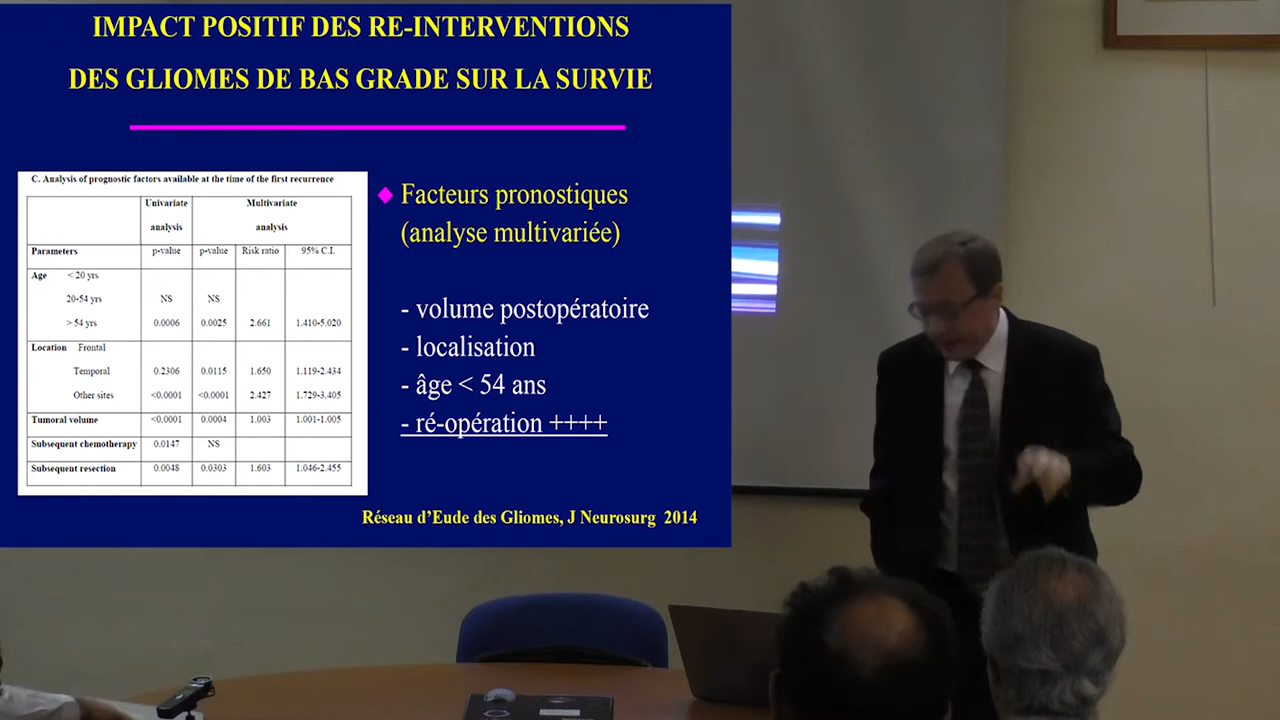 IMPACT POSITIF DES RE-INTERVENTIONS
DES GLIOMES DE BAS GRADE SUR LA SURVIE
C. Analysis of prognostic factors available at the time of the first recurrence
Univariate analysis Multivariate analysis
Parameters p-value p-value Risk ratio 95% C.I.
Age < 20 yrs
20-54 yrs NS NS
> 54 yrs 0.0006 0.0025 2.661 1.410-5.020
Location Frontal
Temporal 0.2306 0.0115 1.650 1.119-2.434
Other sites <0.0001 <0.0001 2.427 1.729-3.405
Tumoral volume <0.0001 0.0004 1.003 1.001-1.005
Subsequent chemotherapy 0.0147 NS
Subsequent resection 0.0048 0.0303 1.603 1.046-2.455
Facteurs pronostiques
(analyse multivariée)
- volume postopératoire
- localisation
- âge < 54 ans
- ré-opération ++++
Réseau d'Eude des Gliomes, J Neurosurg 2014